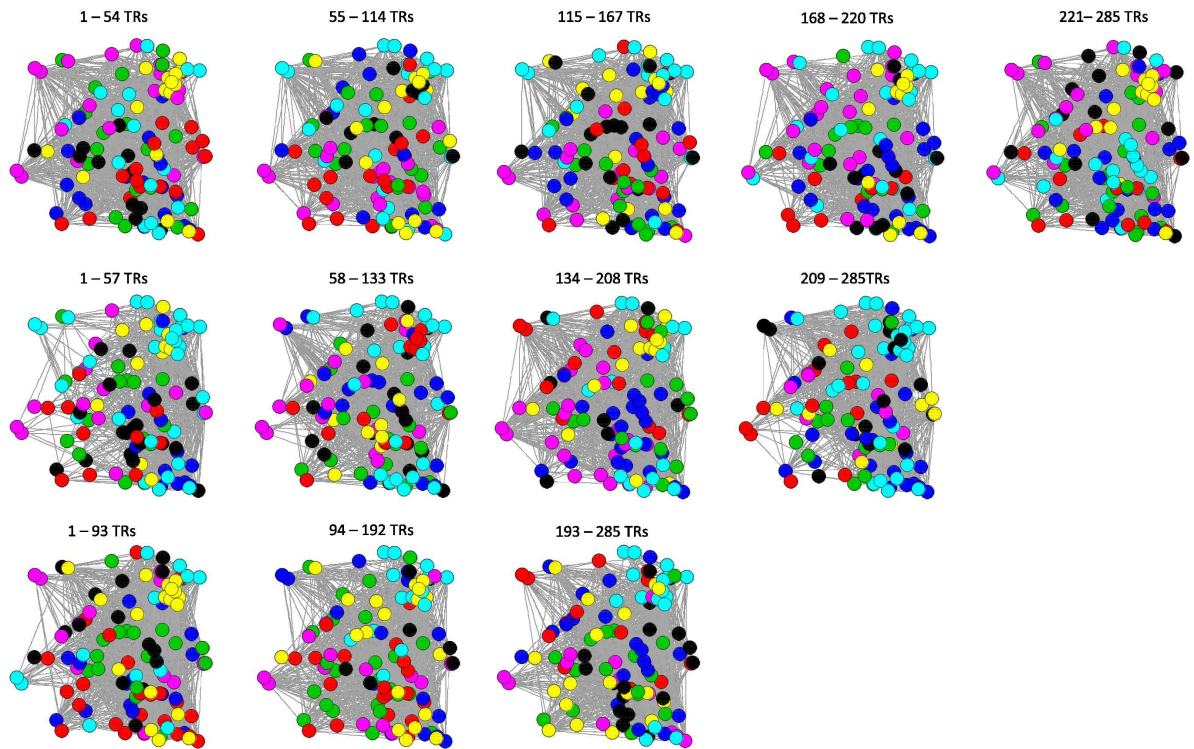 1 – 54 TRs
55 – 114 TRs
115 – 167 TRs
168 – 220 TRs
221– 285 TRs
1 – 57 TRs
58 – 133 TRs
134 – 208 TRs
209 – 285TRs
1 – 93 TRs
94 – 192 TRs
193 – 285 TRs